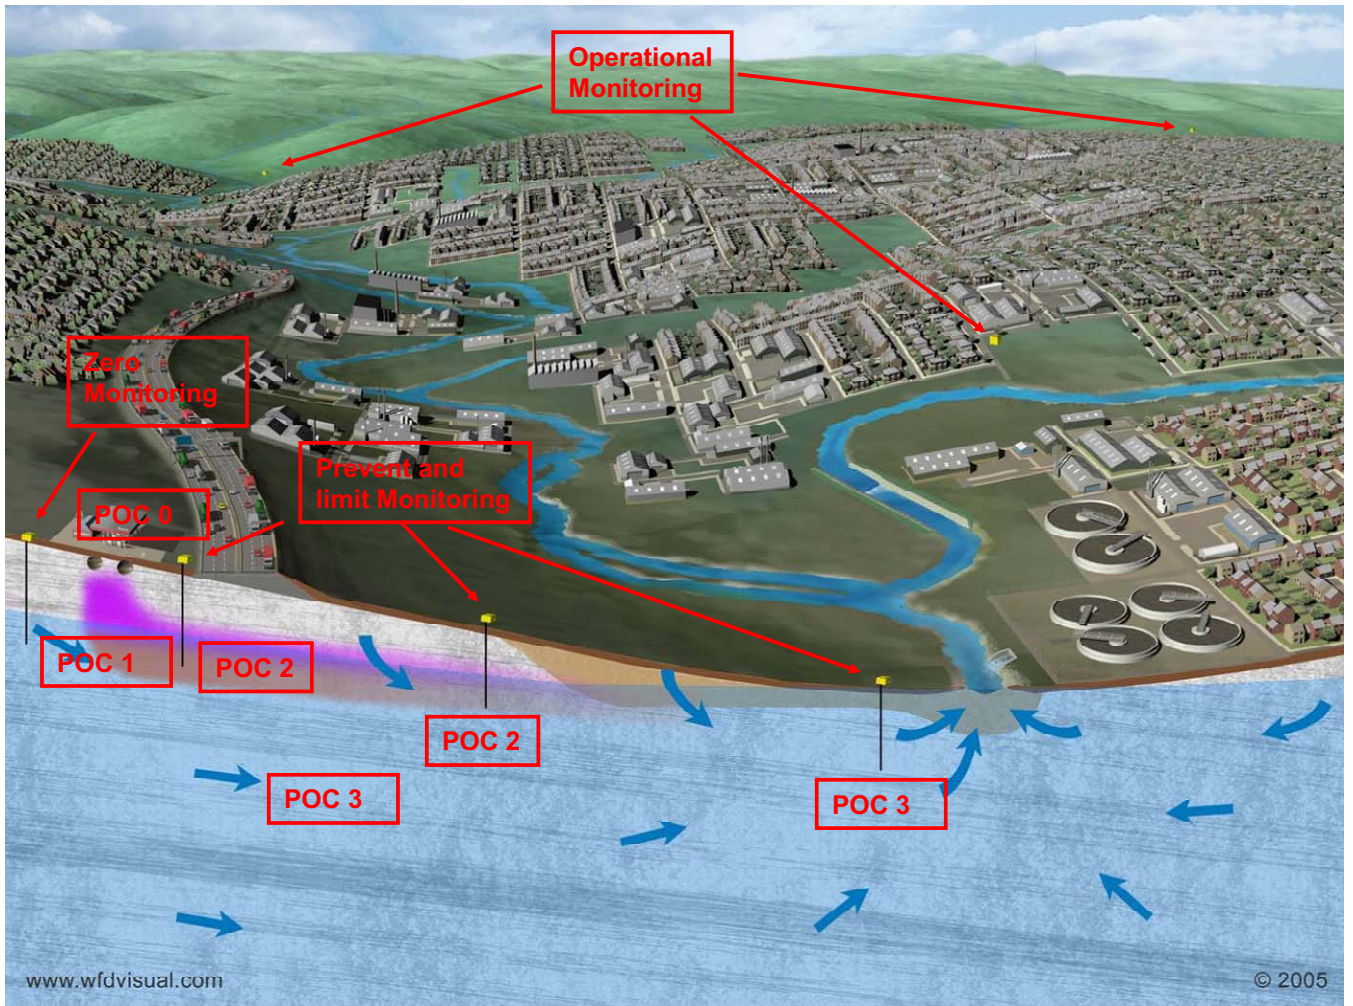 Operational
Monitoring
Zero
Monitoring
Prevent and
limit Monitoring
POC 0
POC 1
POC 2
POC 2
POC 3
POC 3
www.wfdvisual.com
© 2005